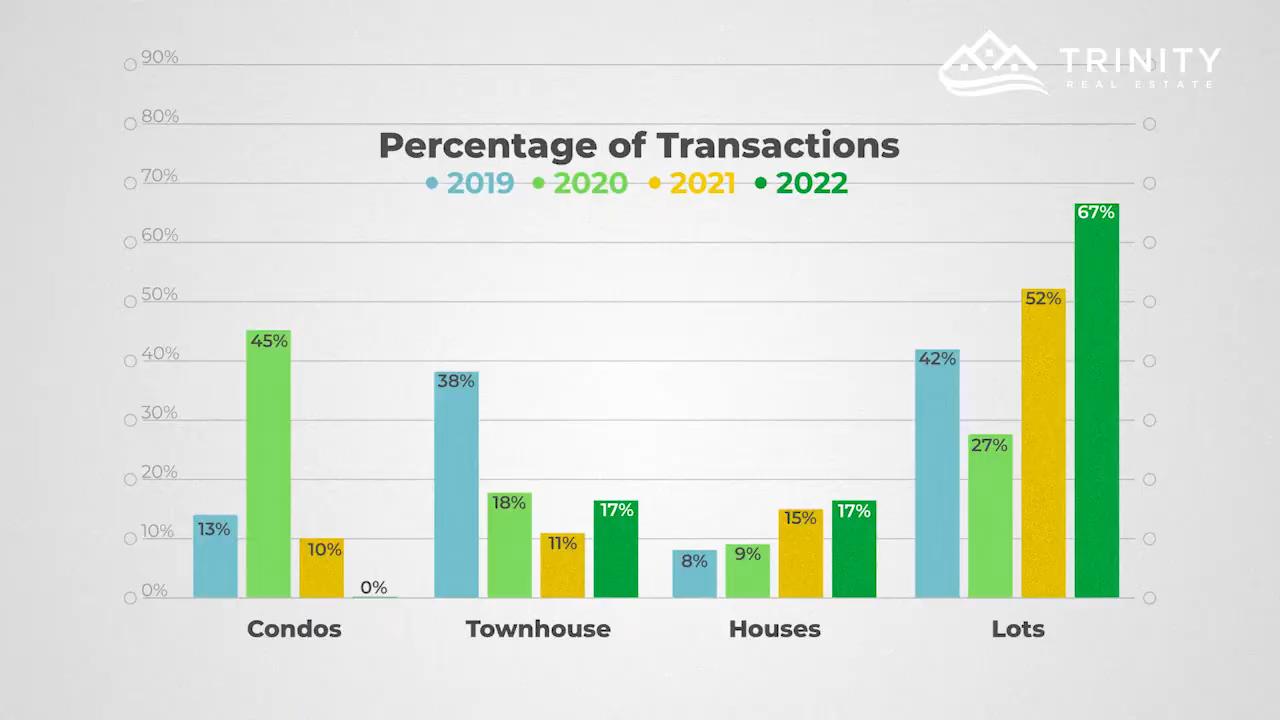 TRINITY
REAL ESTATE
Percentage of Transactions
2019 2020 2021 2022
90%
80%
70%
60%
50%
40%
30%
20%
10%
0%
13% 45% 10% 0%
38% 18% 11% 17%
8% 9% 15% 17%
42% 27% 52% 67%
Condos Townhouse Houses Lots